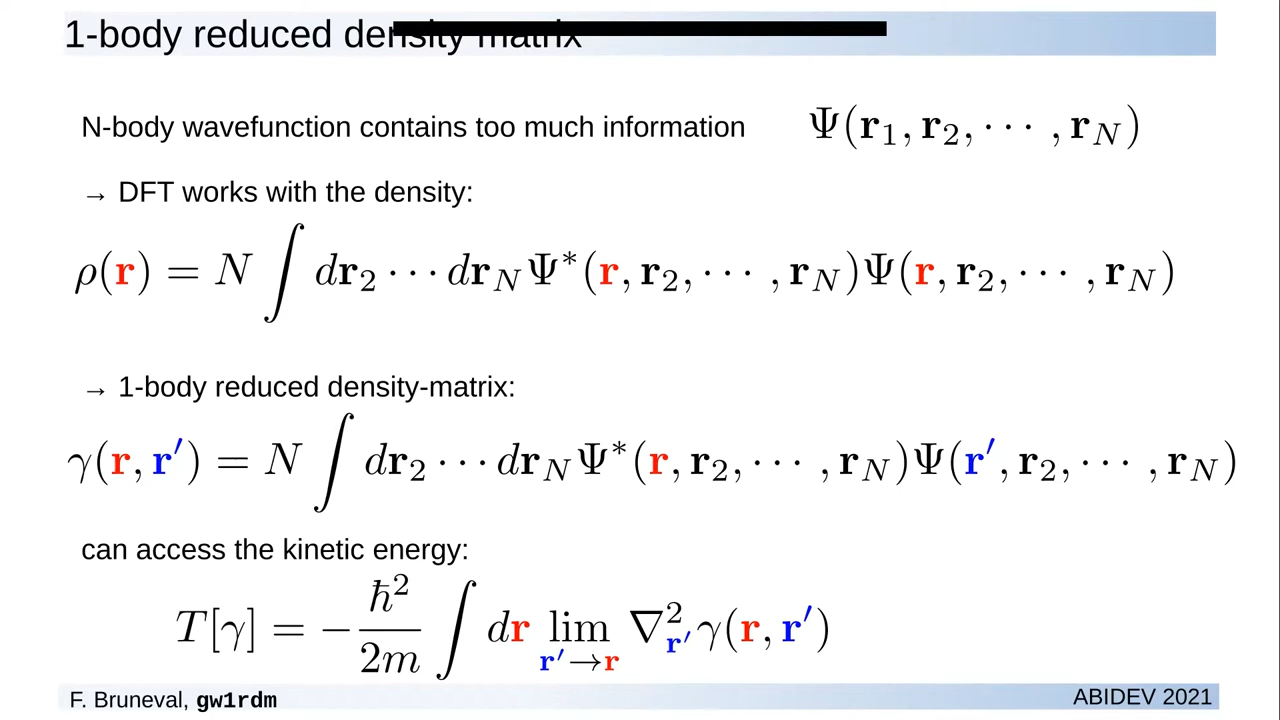 1-body reduced density matrix
N-body wavefunction contains too much information Ψ(r₁, r₂, ⋯ , r_N)
→ DFT works with the density:
ρ(r) = N ∫ dr₂ ⋯ dr_N Ψ*(r, r₂, ⋯ , r_N)Ψ(r, r₂, ⋯ , r_N)
→ 1-body reduced density-matrix:
γ(r, r′) = N ∫ dr₂ ⋯ dr_N Ψ*(r, r₂, ⋯ , r_N)Ψ(r′, r₂, ⋯ , r_N)
can access the kinetic energy:
T[γ] = −ℏ²/2m ∫ dr lim_{r′→r} ∇²_{r′} γ(r, r′)
F. Bruneval, gw1rdm ABIDEV 2021